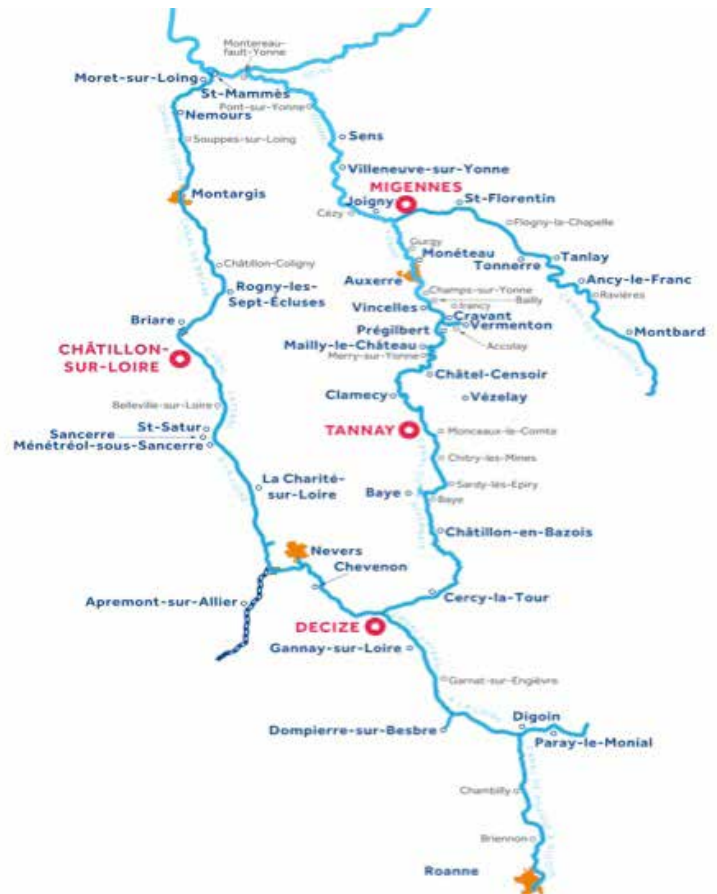 Montereau-
fault-Yonne
Moret-sur-Loing
St-Mammès
Pont-sur-Yonne
Nemours
Souppes-sur-Loing
Sens
Villeneuve-sur-Yonne
MIGENNES
Montargis
Joigny
St-Florentin
Cézy
Flogny-la-Chapelle
Gurgy
Monéteau
Tonnerre
Tanlay
Châtillon-Coligny
Auxerre
Ancy-le-Franc
Rogny-les-
Sept-Écluses
Champs-sur-Yonne
Bailly
Ravières
Vincelles
Irancy
Cravant
Briare
Prégilbert
Vermenton
Montbard
CHÂTILLON-
SUR-LOIRE
Mailly-le-Château
Accolay
Merry-sur-Yonne
Châtel-Censoir
Clamecy
Vézelay
Belleville-sur-Loire
St-Satur
TANNAY
Monceaux-le-Comte
Sancerre
Ménétréol-sous-Sancerre
Chitry-les-Mines
La Charité-
sur-Loire
Sardy-lès-Epiry
Baye
Baye
Châtillon-en-Bazois
Nevers
Chevenon
Apremont-sur-Allier
Cercy-la-Tour
DECIZE
Gannay-sur-Loire
Garnat-sur-Engièvre
Dompierre-sur-Besbre
Digoin
Paray-le-Monial
Chambilly
Briennon
Roanne